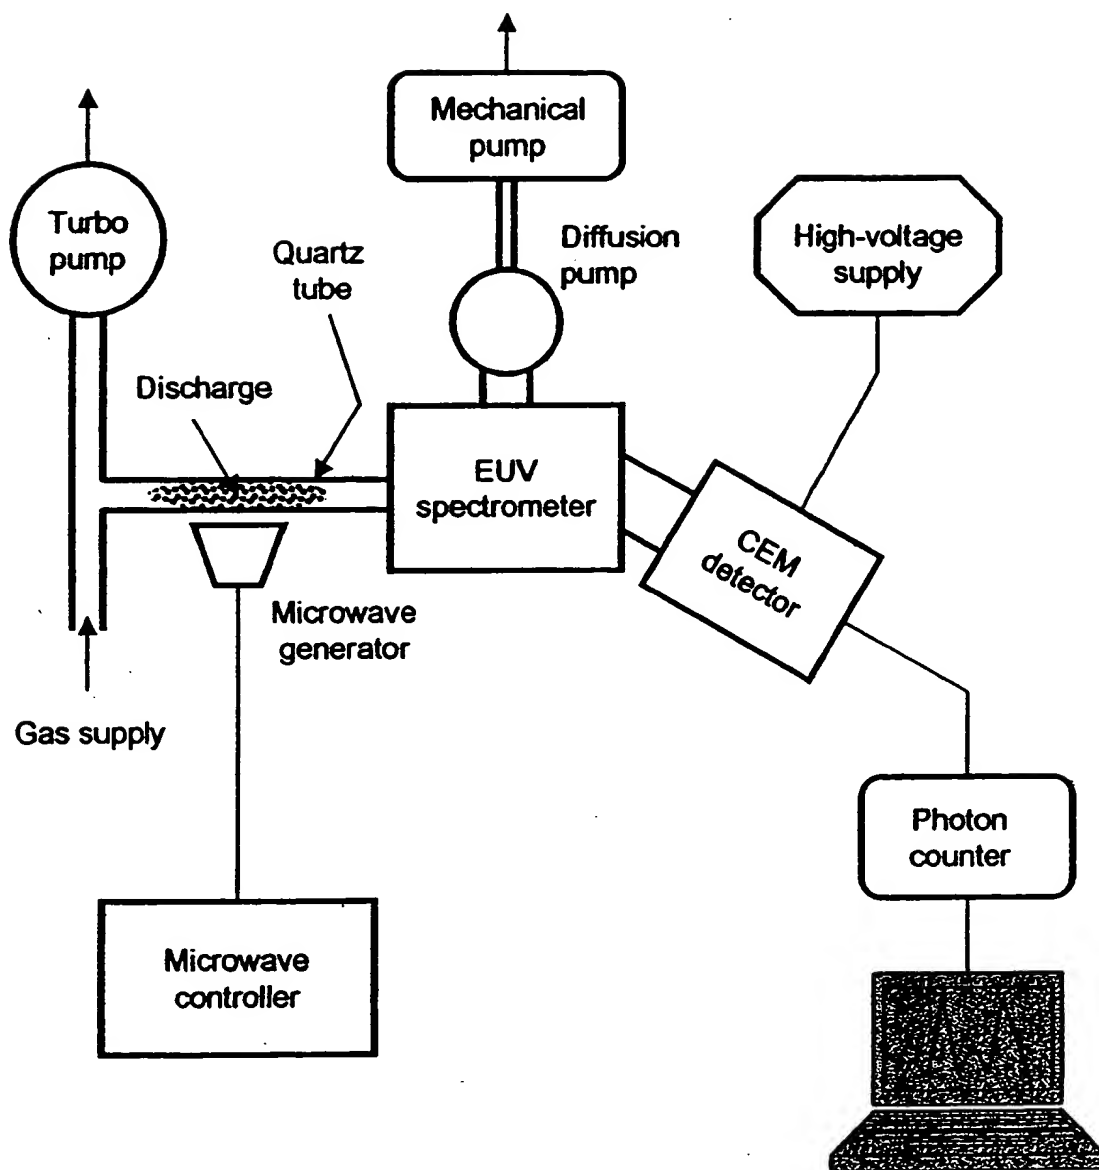 Mechanical
pump
Turbo
pump
Quartz
tube
Diffusion
pump
High-voltage
supply
Discharge
EUV
spectrometer
CEM
detector
Microwave
generator
Gas supply
Photon
counter
Microwave
controller